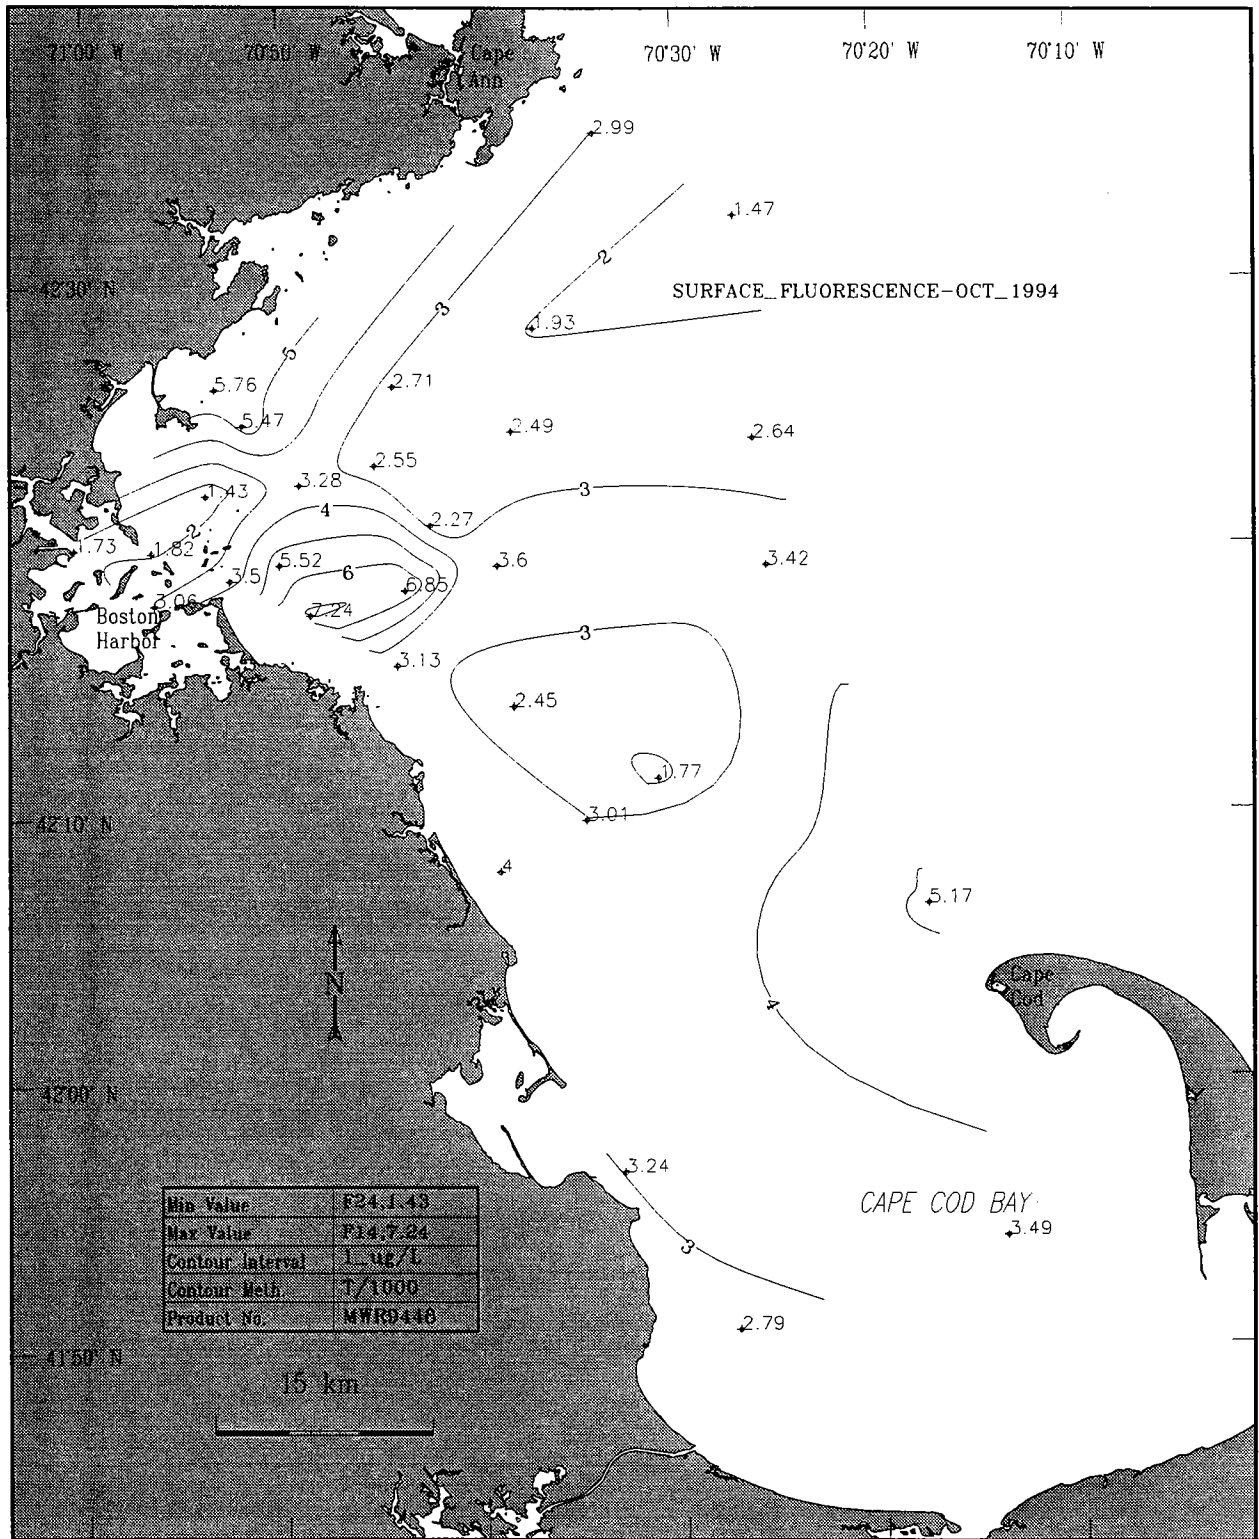 71°00' W
70°50' W
70°30' W
70°20' W
70°10' W
Cape
Ann
2.99
1.47
2
42°30' N
SURFACE_FLUORESCENCE-OCT_1994
3
1.93
5
5.76
2.71
5.47
2.49
2.64
2.55
3.28
1.43
3
4
2.27
2
1.73
1.82
5.52
3.6
3.42
3.5
6
6.85
3.06
7.24
Boston
Harbor
3
3.13
2.45
1.77
3.01
42°10' N
4
5.17
N
Cape
Cod
4
42°00' N
3.24
CAPE COD BAY
3.49
3
Min Value F24,1.43
Max Value F14,7.24
Contour Interval 1_ug/L
Contour Meth. T/1000
Product No. MWR9448
2.79
41°50' N
15 km